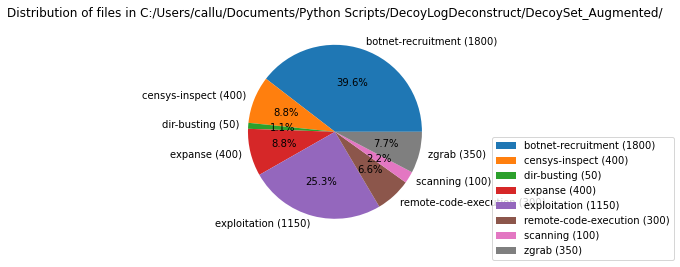 Distribution of files in C:/Users/callu/Documents/Python Scripts/DecoyLogDeconstruct/DecoySet_Augmented/
botnet-recruitment (1800)
39.6%
censys-inspect (400)
8.8%
dir-busting (50)
1.1%
expanse (400)
8.8%
exploitation (1150)
25.3%
remote-code-execution (300)
6.6%
scanning (100)
2.2%
zgrab (350)
7.7%
botnet-recruitment (1800)
censys-inspect (400)
dir-busting (50)
expanse (400)
exploitation (1150)
remote-code-execution (300)
scanning (100)
zgrab (350)